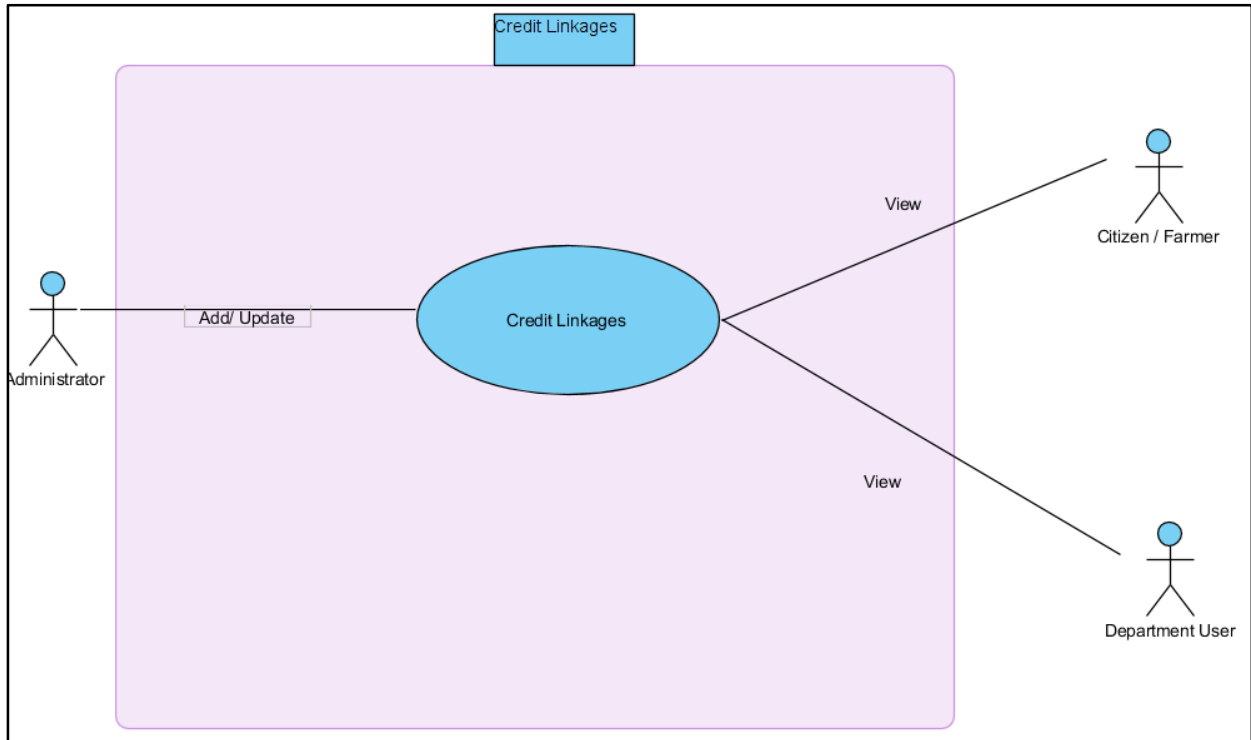 Credit Linkages
View
Citizen / Farmer
Add/ Update
Credit Linkages
Administrator
View
Department User